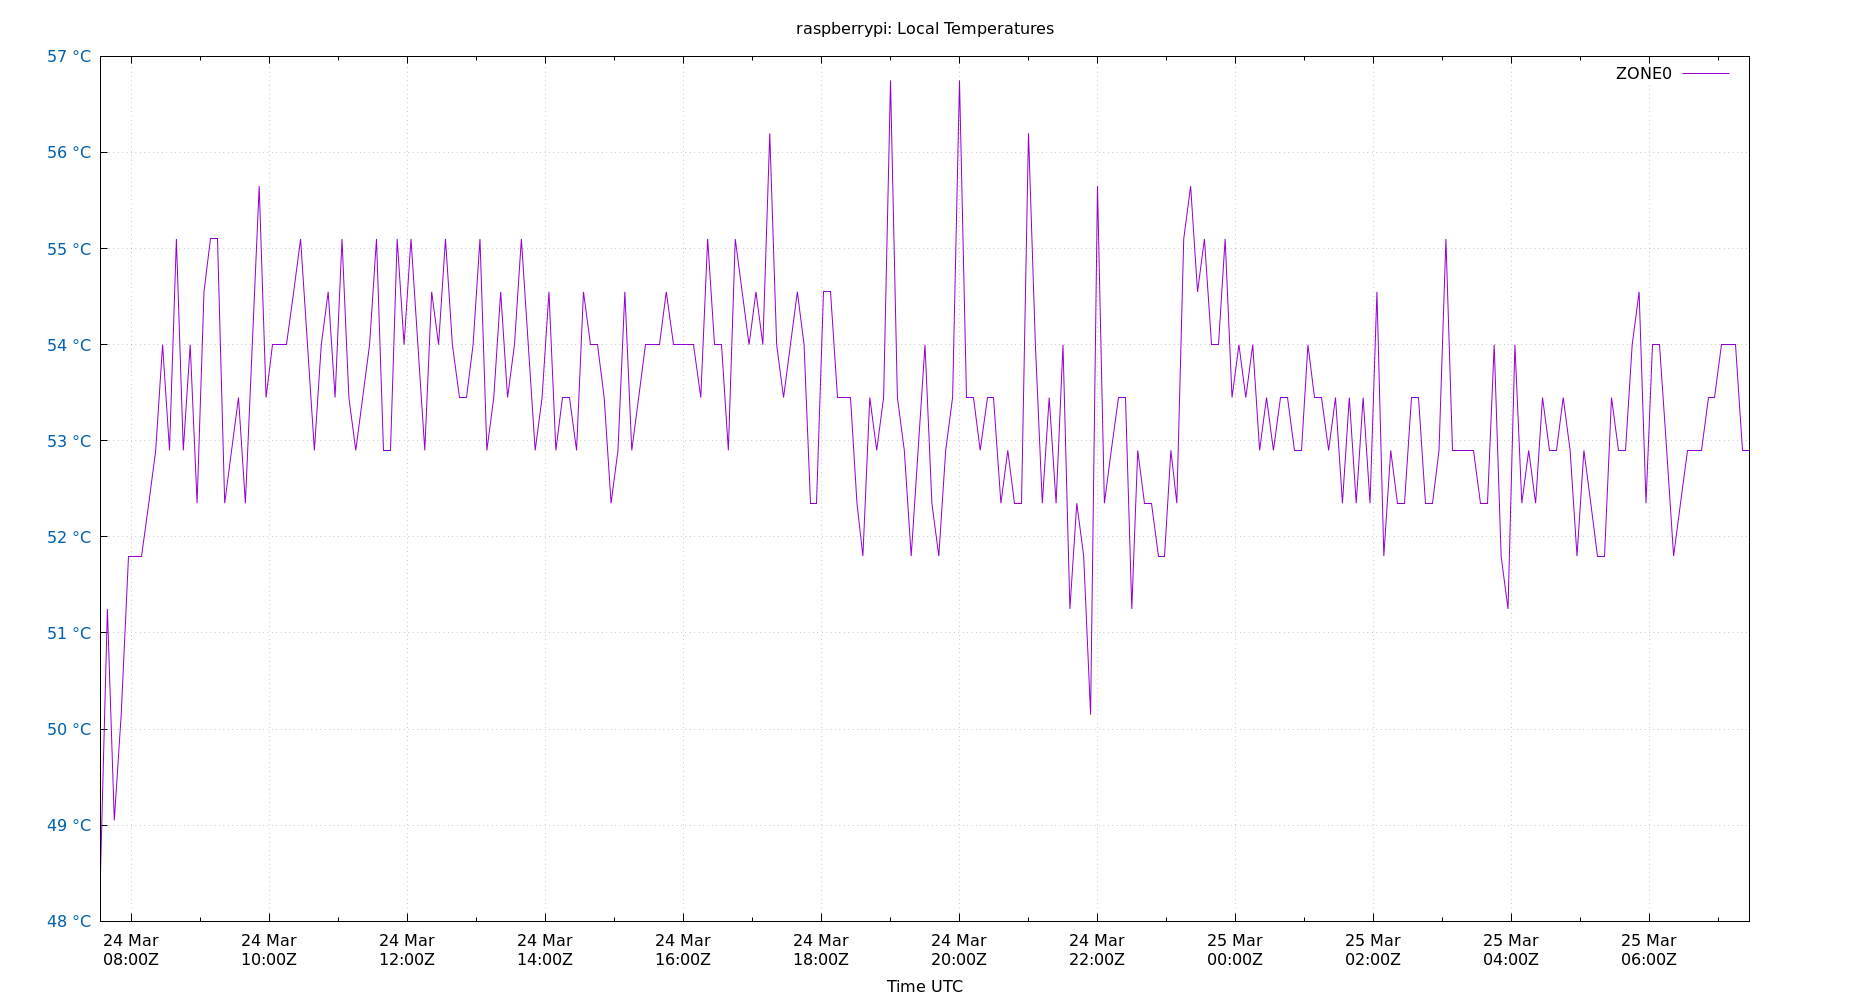 raspberrypi: Local Temperatures
57 °C
ZONE0
56 °C
55 °C
54 °C
53 °C
52 °C
51 °C
50 °C
49 °C
48 °C
24 Mar 24 Mar 24 Mar 24 Mar 24 Mar 24 Mar 24 Mar 24 Mar 25 Mar 25 Mar 25 Mar 25 Mar
08:00Z 10:00Z 12:00Z 14:00Z 16:00Z 18:00Z 20:00Z 22:00Z 00:00Z 02:00Z 04:00Z 06:00Z
Time UTC